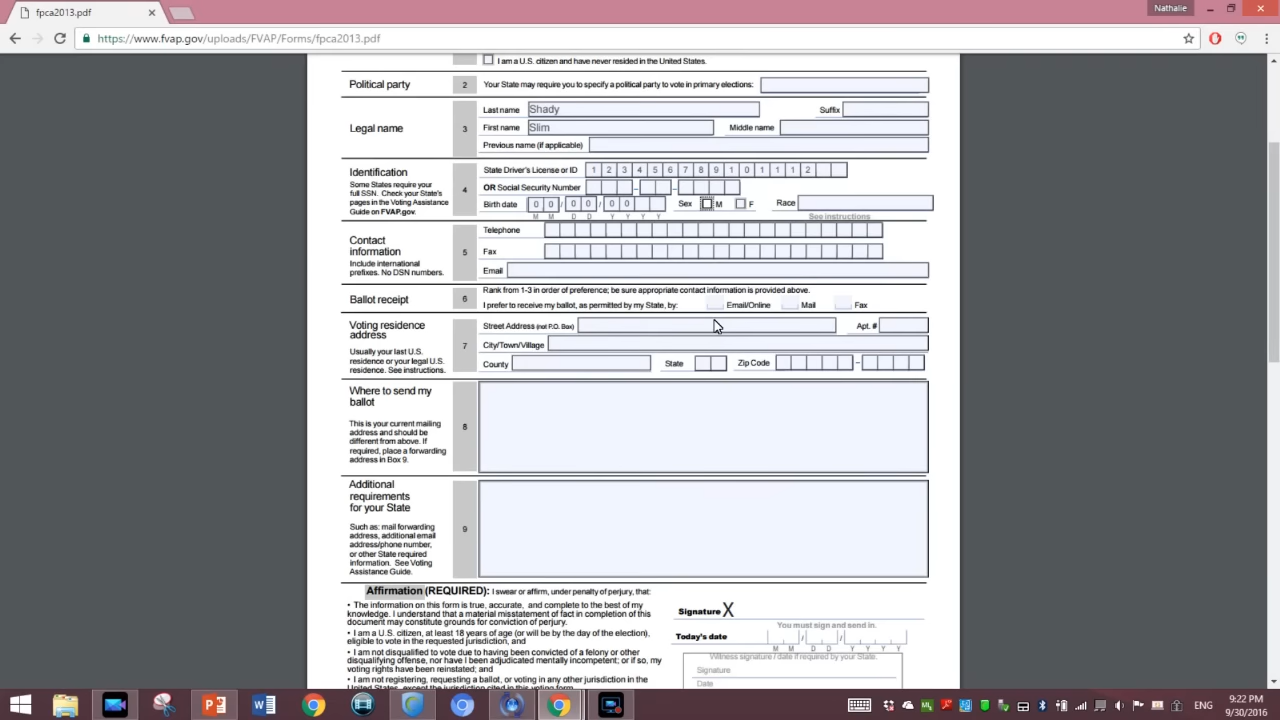 fpca2013.pdf
Nathalie
https://www.fvap.gov/uploads/FVAP/Forms/fpca2013.pdf
I am a U.S. citizen and have never resided in the United States.
Political party
2
Your State may require you to specify a political party to vote in primary elections:
Legal name
3
Last name Shady
Suffix
First name Slim
Middle name
Previous name (if applicable)
Identification
Some States require your
full SSN. Check your State's
pages in the Voting Assistance
Guide on FVAP.gov.
4
State Driver's License or ID 1 2 3 4 5 6 7 8 9 1 0 1 1 1 2
OR Social Security Number - -
Birth date 0 0 / 0 0 / 0 0
M M D D Y Y Y Y
Sex M F
Race
See instructions
Contact
information
Include international
prefixes. No DSN numbers.
5
Telephone
Fax
Email
Ballot receipt
6
Rank from 1-3 in order of preference; be sure appropriate contact information is provided above.
I prefer to receive my ballot, as permitted by my State, by: Email/Online Mail Fax
Voting residence
address
Usually your last U.S.
residence or your legal U.S.
residence. See instructions.
7
Street Address (not P.O. Box)
Apt. #
City/Town/Village
County
State
Zip Code -
Where to send my
ballot
This is your current mailing
address and should be
different from above. If
required, place a forwarding
address in Box 9.
8
Additional
requirements
for your State
Such as: mail forwarding
address, additional email
address/phone number,
or other State required
information. See Voting
Assistance Guide.
9
Affirmation (REQUIRED): I swear or affirm, under penalty of perjury, that:
• The information on this form is true, accurate, and complete to the best of my
knowledge. I understand that a material misstatement of fact in completion of this
document may constitute grounds for conviction of perjury.
• I am a U.S. citizen, at least 18 years of age (or will be by the day of the election),
eligible to vote in the requested jurisdiction, and
• I am not disqualified to vote due to having been convicted of a felony or other
disqualifying offense, nor have I been adjudicated mentally incompetent; or if so, my
voting rights have been reinstated; and
• I am not registering, requesting a ballot, or voting in any other jurisdiction in the
United States, except the jurisdiction cited in this voting form.
Signature X
You must sign and send in.
Today's date / /
M M D D Y Y Y Y
Witness signature / date if required by your State.
Signature
Date
9:22 PM
9/30/2016